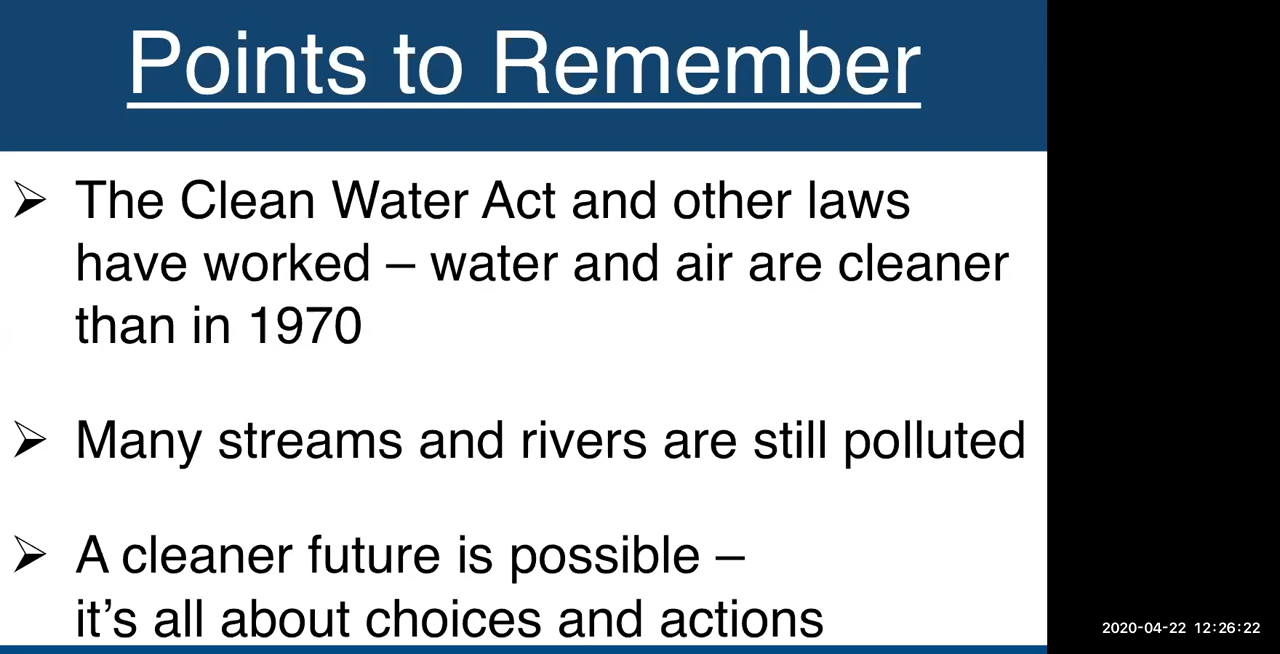 Points to Remember
➢ The Clean Water Act and other laws
have worked – water and air are cleaner
than in 1970
➢ Many streams and rivers are still polluted
➢ A cleaner future is possible –
it’s all about choices and actions
2020-04-22 12:26:22